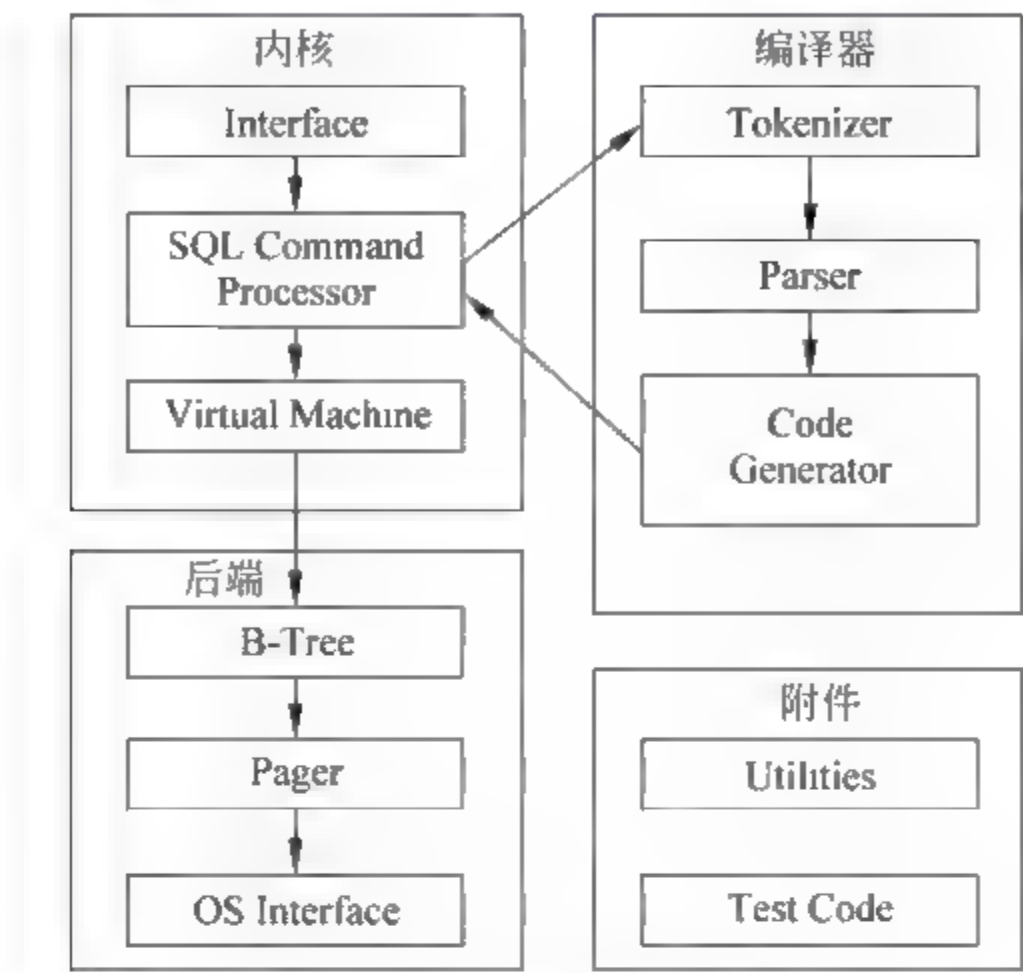 内核
Interface
SQL Command
Processor
Virtual Machine
编译器
Tokenizer
Parser
Code
Generator
后端
B-Tree
Pager
OS Interface
附件
Utilities
Test Code